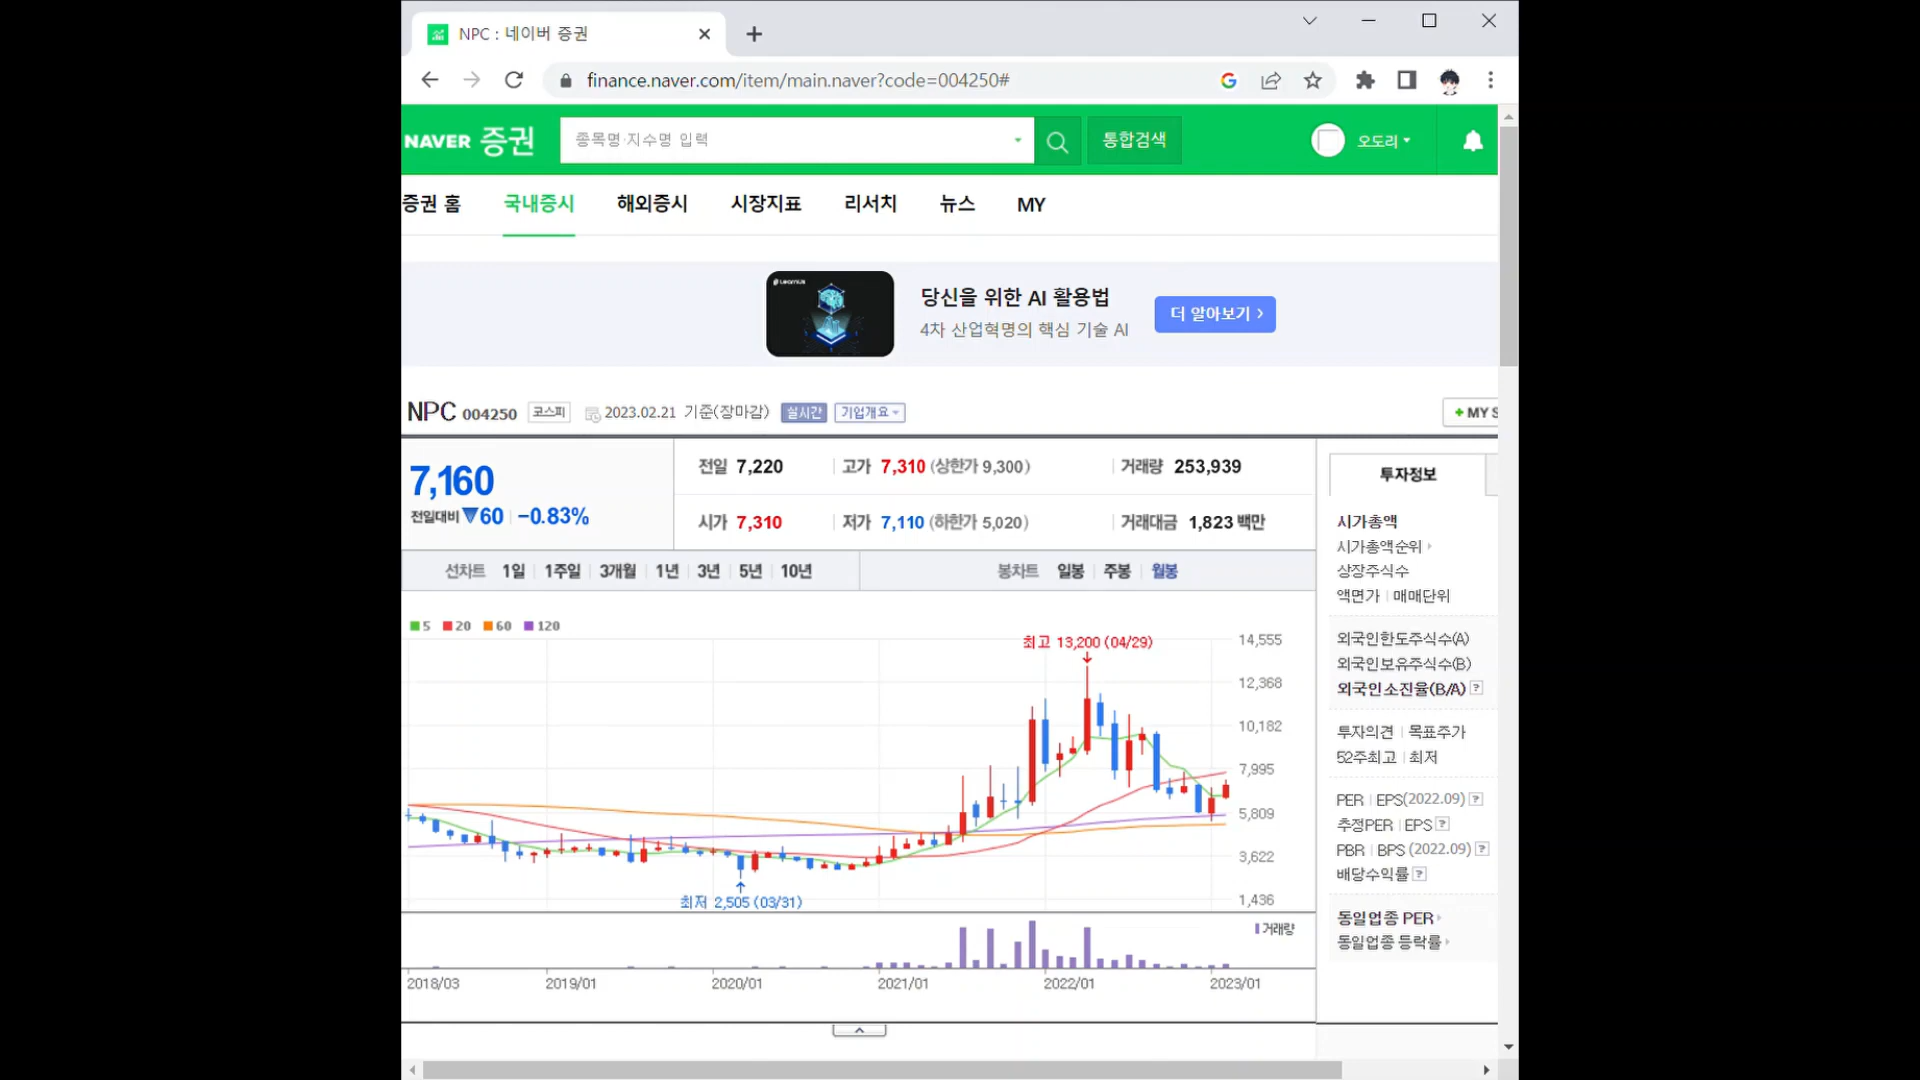 NPC : 네이버 증권
finance.naver.com/item/main.naver?code=004250#
NAVER 증권
종목명·지수명 입력
통합검색
오도리
증권 홈 국내증시 해외증시 시장지표 리서치 뉴스 MY
LearnUs
당신을 위한 AI 활용법
4차 산업혁명의 핵심 기술 AI
더 알아보기 >
NPC 004250 코스피 2023.02.21 기준(장마감) 실시간 기업개요
+ MY S
7,160
전일대비 ▼60 -0.83%
전일 7,220 고가 7,310 (상한가 9,300) 거래량 253,939
시가 7,310 저가 7,110 (하한가 5,020) 거래대금 1,823 백만
선차트 1일 1주일 3개월 1년 3년 5년 10년 봉차트 일봉 주봉 월봉
5 20 60 120
최고 13,200 (04/29)
14,555
12,368
10,182
7,995
5,809
3,622
1,436
최저 2,505 (03/31)
거래량
2018/03 2019/01 2020/01 2021/01 2022/01 2023/01
투자정보
시가총액
시가총액순위
상장주식수
액면가 매매단위
외국인한도주식수(A)
외국인보유주식수(B)
외국인소진율(B/A) ?
투자의견 목표주가
52주최고 최저
PER EPS(2022.09) ?
추정PER EPS ?
PBR BPS (2022.09) ?
배당수익률 ?
동일업종 PER
동일업종 등락률